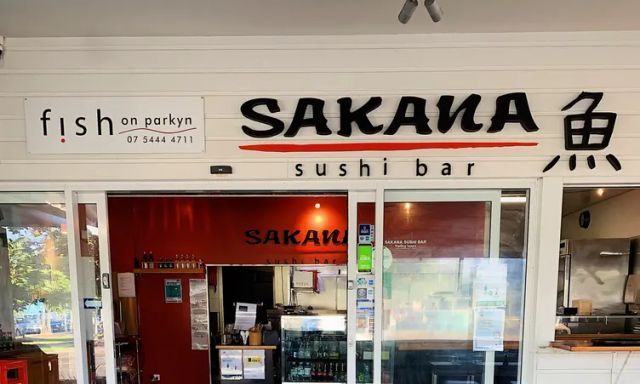 fish
on parkyn
07 5444 4711
SAKANA
sushi bar
魚
SAKANA
sushi bar
SAKANA SUSHI BAR